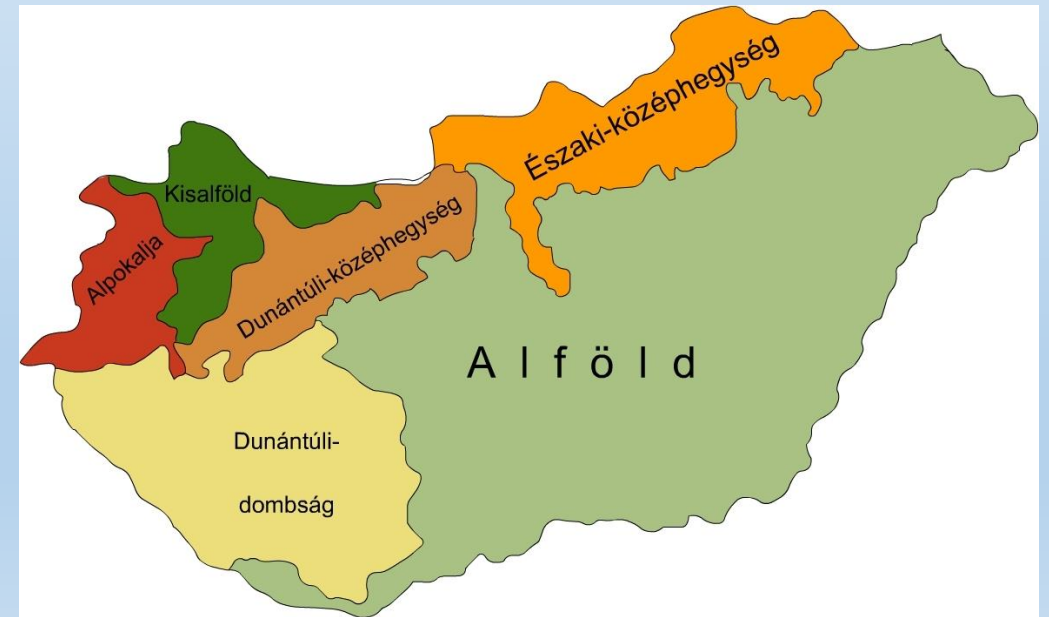 Északi-középhegység
Kisalföld
Alpokalja
Dunántúli-középhegység
A l f ö l d
Dunántúli-
dombság